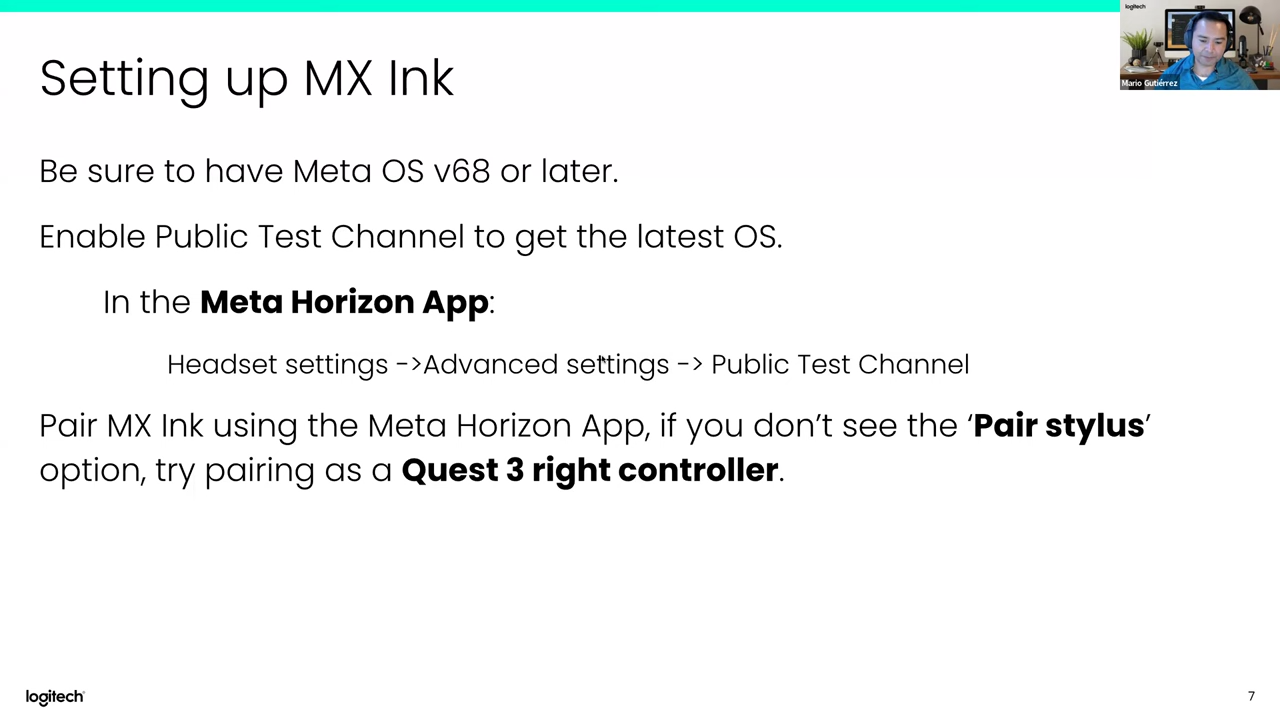 logitech
Setting up MX Ink
Mario Gutiérrez
Be sure to have Meta OS v68 or later.
Enable Public Test Channel to get the latest OS.
In the Meta Horizon App:
Headset settings ->Advanced settings -> Public Test Channel
Pair MX Ink using the Meta Horizon App, if you don’t see the ‘Pair stylus’
option, try pairing as a Quest 3 right controller.
logitech
7